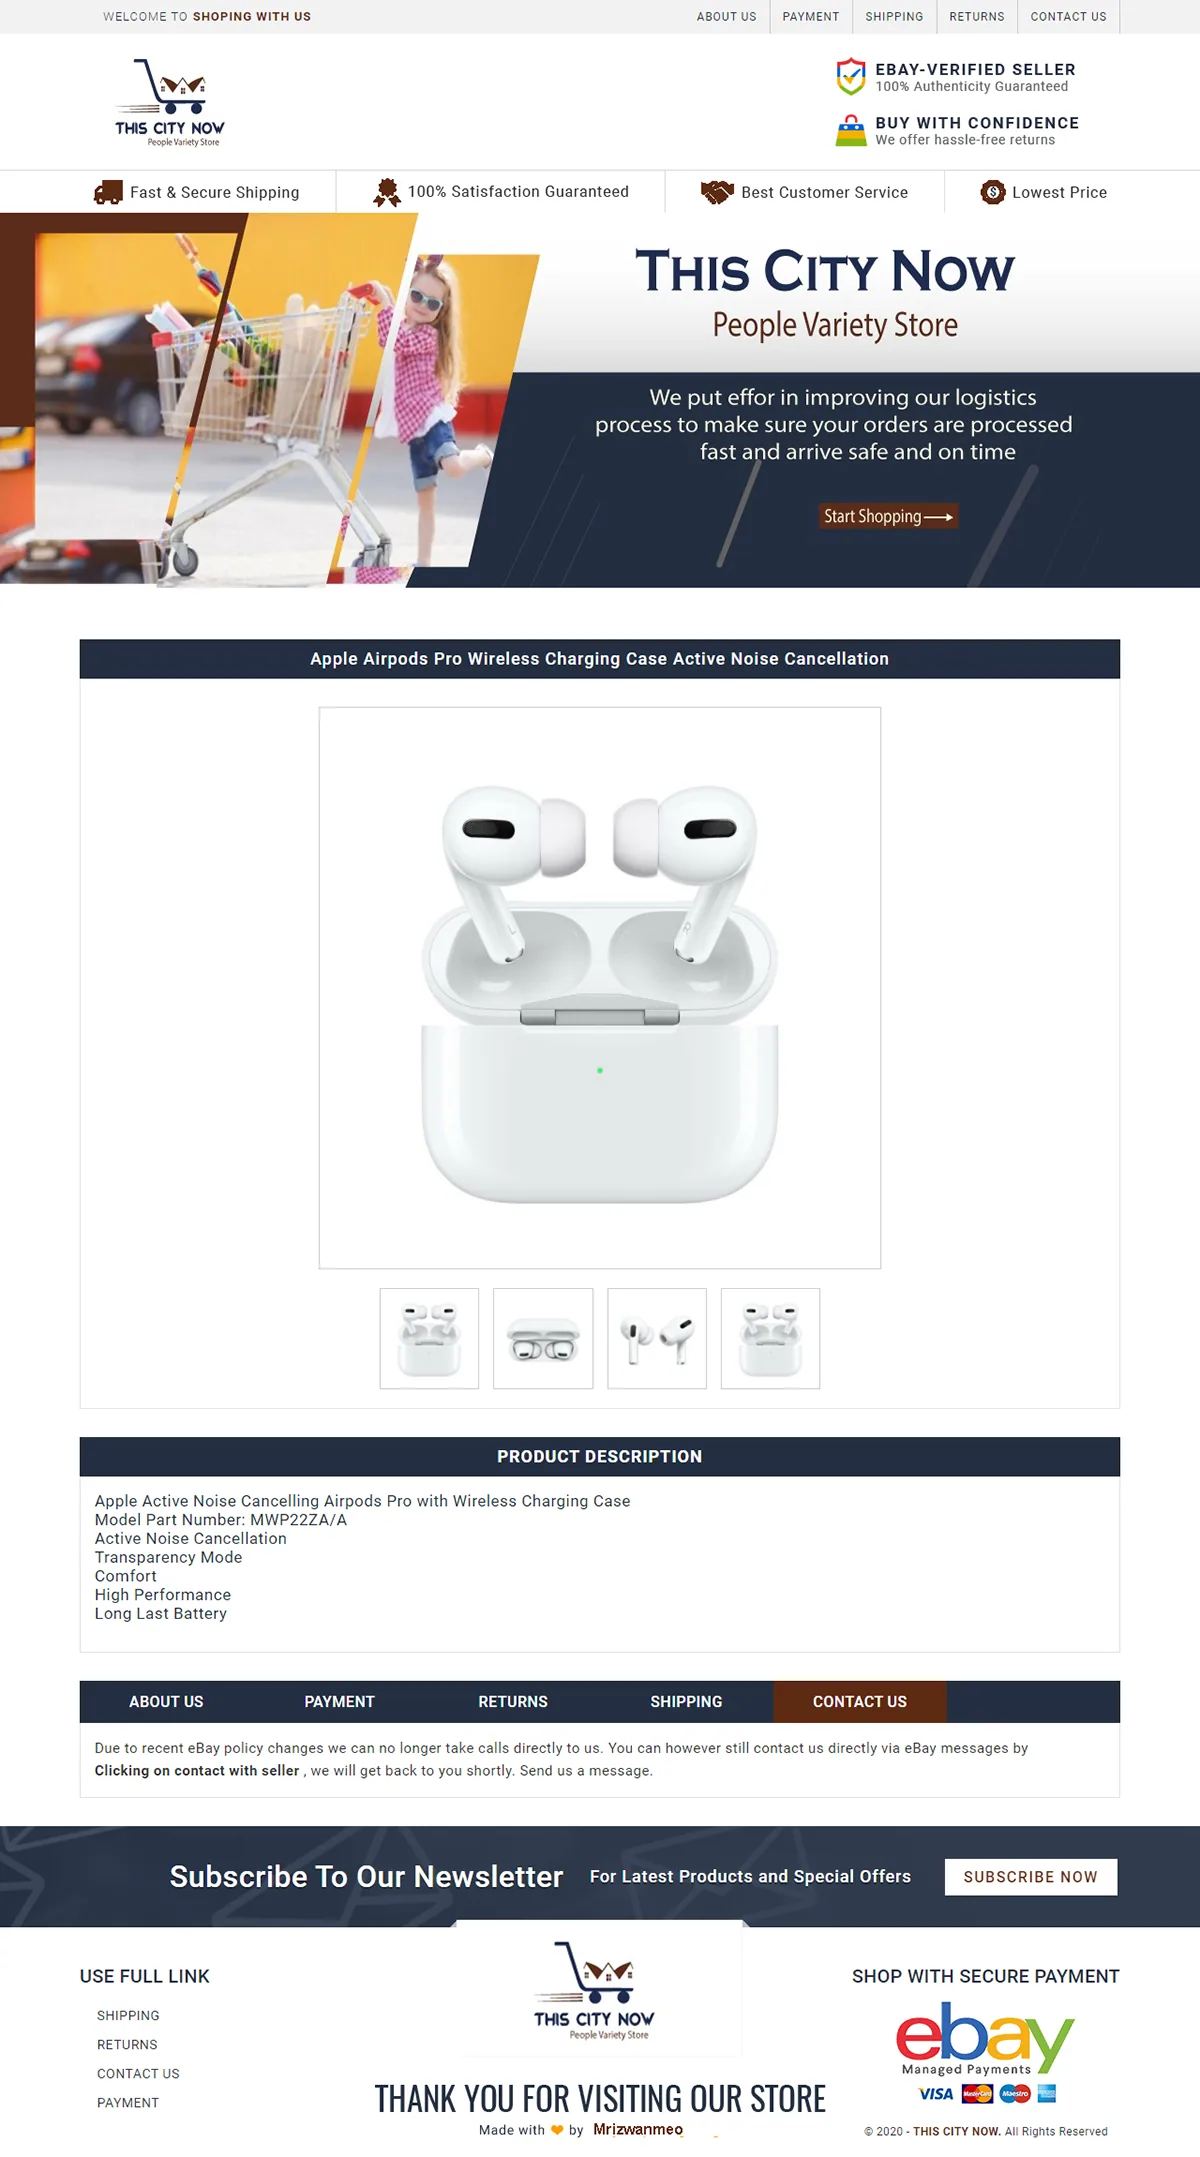 WELCOME TO SHOPING WITH US
ABOUT US
PAYMENT
SHIPPING
RETURNS
CONTACT US
THIS CITY NOW
People Variety Store
EBAY-VERIFIED SELLER
100% Authenticity Guaranteed
BUY WITH CONFIDENCE
We offer hassle-free returns
Fast & Secure Shipping
100% Satisfaction Guaranteed
Best Customer Service
Lowest Price
THIS CITY NOW
People Variety Store
We put effor in improving our logistics
process to make sure your orders are processed
fast and arrive safe and on time
Start Shopping
Apple Airpods Pro Wireless Charging Case Active Noise Cancellation
L
R
PRODUCT DESCRIPTION
Apple Active Noise Cancelling Airpods Pro with Wireless Charging Case
Model Part Number: MWP22ZA/A
Active Noise Cancellation
Transparency Mode
Comfort
High Performance
Long Last Battery
ABOUT US
PAYMENT
RETURNS
SHIPPING
CONTACT US
Due to recent eBay policy changes we can no longer take calls directly to us. You can however still contact us directly via eBay messages by
Clicking on contact with seller , we will get back to you shortly. Send us a message.
Subscribe To Our Newsletter
For Latest Products and Special Offers
SUBSCRIBE NOW
USE FULL LINK
SHIPPING
RETURNS
CONTACT US
PAYMENT
THIS CITY NOW
People Variety Store
THANK YOU FOR VISITING OUR STORE
Made with by Mrizwanmeo
SHOP WITH SECURE PAYMENT
ebay
Managed Payments
VISA
MasterCard
Maestro
© 2020 - THIS CITY NOW. All Rights Reserved